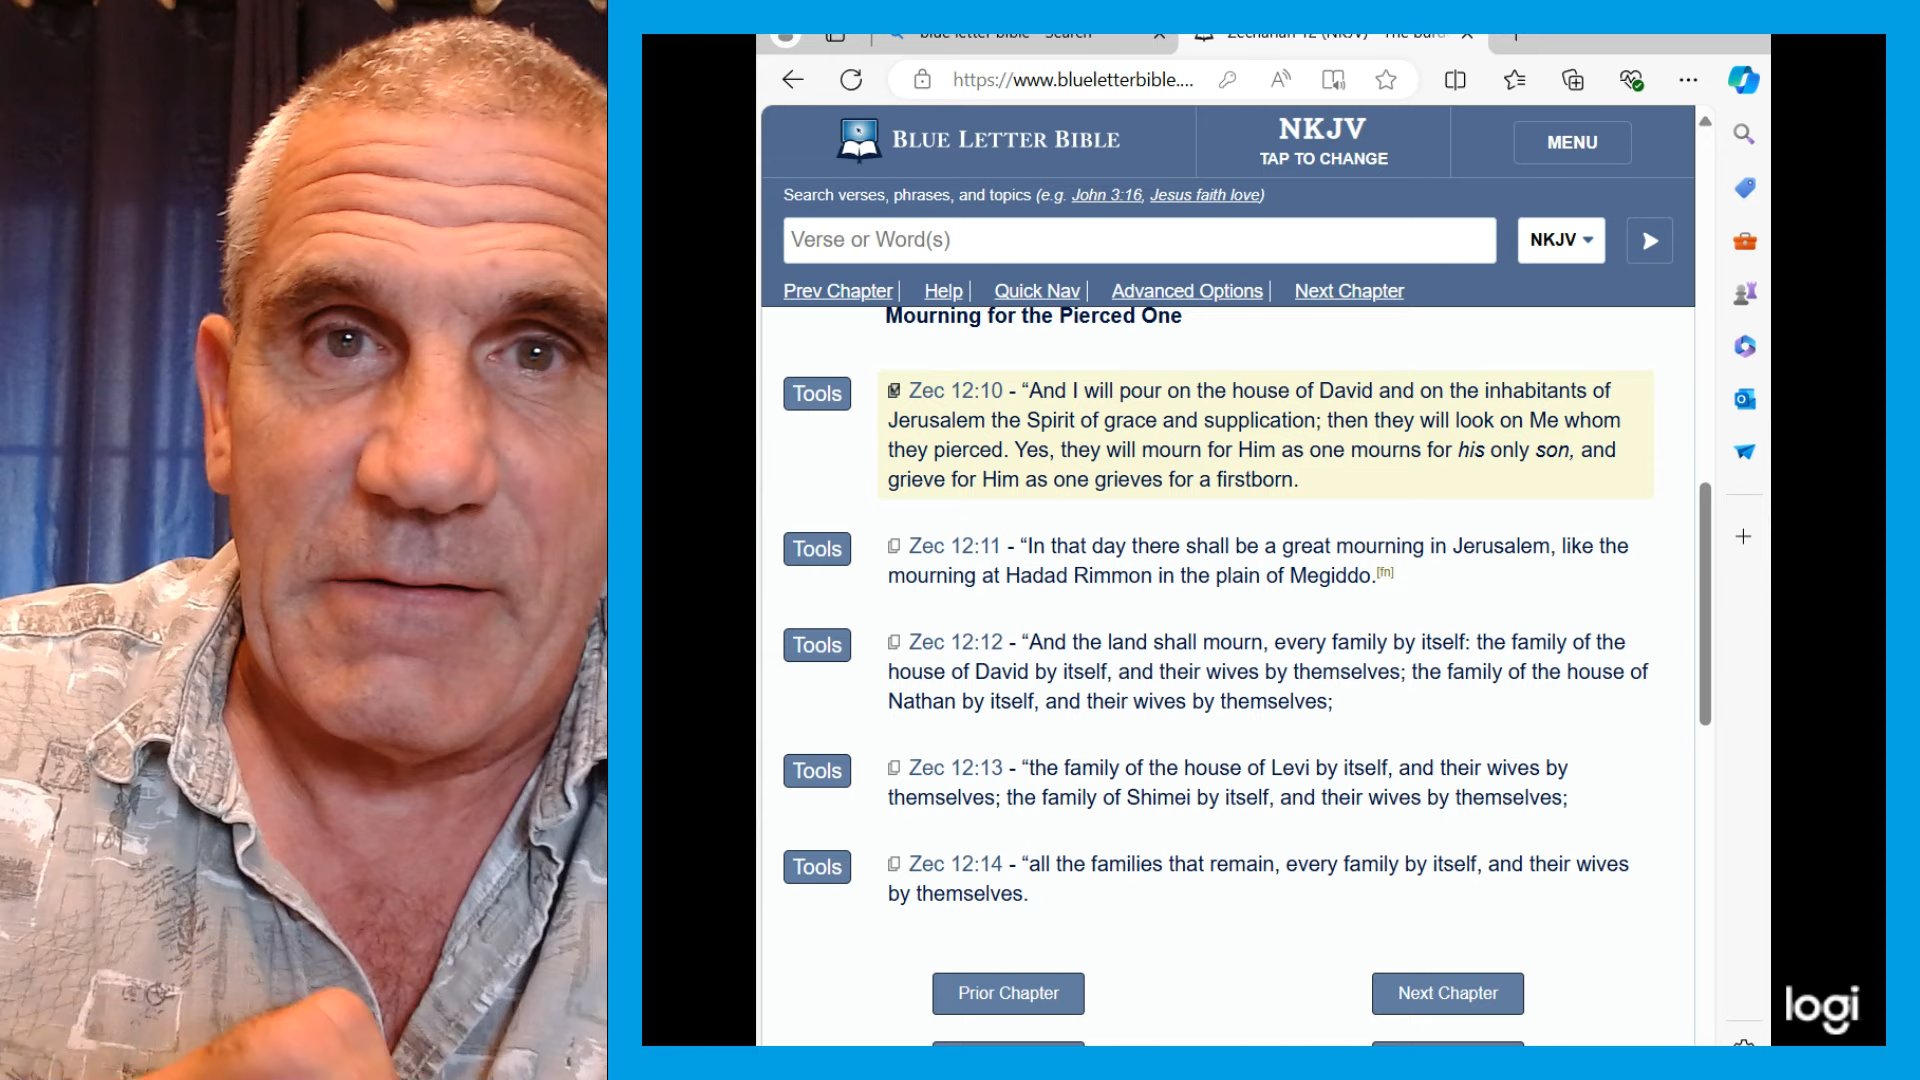 blue letter bible - Search
Zechariah 12 (NKJV) - The Burd
https://www.blueletterbible....
BLUE LETTER BIBLE
NKJV
TAP TO CHANGE
MENU
Search verses, phrases, and topics (e.g. John 3:16, Jesus faith love)
Verse or Word(s)
NKJV
Prev Chapter| Help| Quick Nav| Advanced Options| Next Chapter
Mourning for the Pierced One
Tools
Zec 12:10 - “And I will pour on the house of David and on the inhabitants of
Jerusalem the Spirit of grace and supplication; then they will look on Me whom
they pierced. Yes, they will mourn for Him as one mourns for his only son, and
grieve for Him as one grieves for a firstborn.
Tools
Zec 12:11 - “In that day there shall be a great mourning in Jerusalem, like the
mourning at Hadad Rimmon in the plain of Megiddo.[fn]
Tools
Zec 12:12 - “And the land shall mourn, every family by itself: the family of the
house of David by itself, and their wives by themselves; the family of the house of
Nathan by itself, and their wives by themselves;
Tools
Zec 12:13 - “the family of the house of Levi by itself, and their wives by
themselves; the family of Shimei by itself, and their wives by themselves;
Tools
Zec 12:14 - “all the families that remain, every family by itself, and their wives
by themselves.
Prior Chapter
Next Chapter
logi